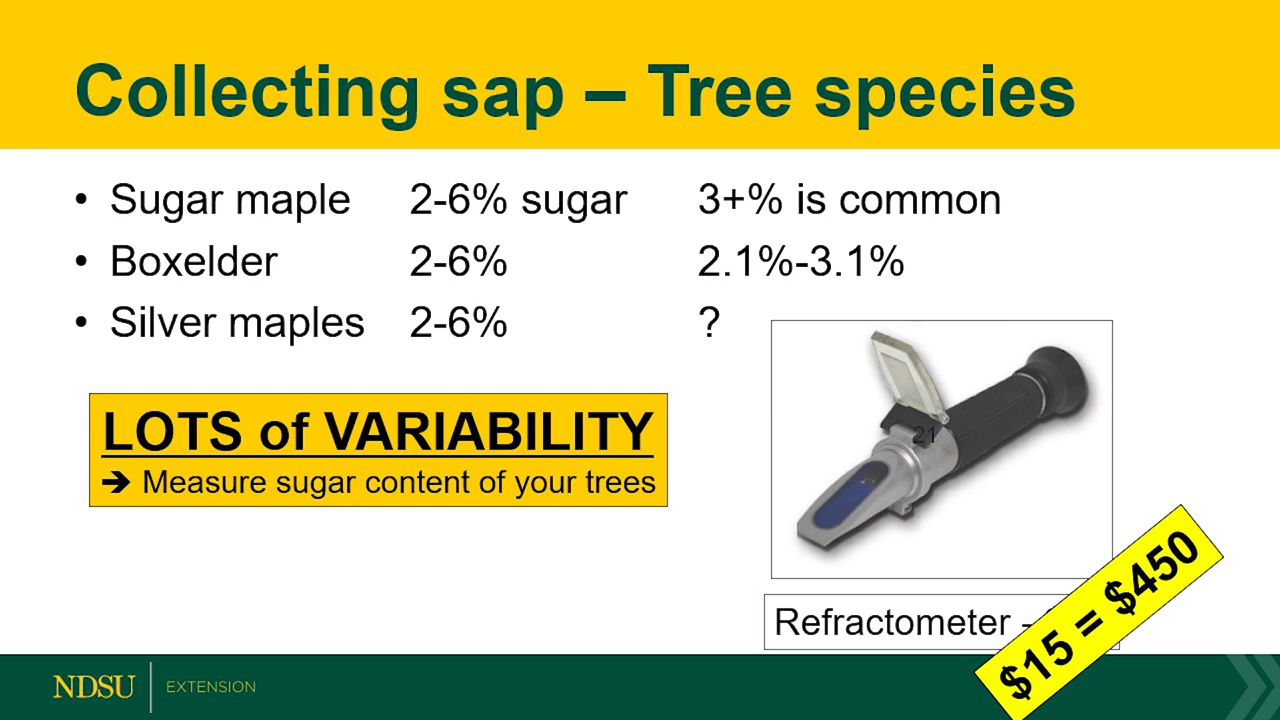 Collecting sap – Tree species
• Sugar maple 2-6% sugar 3+% is common
• Boxelder 2-6% 2.1%-3.1%
• Silver maples 2-6% ?
LOTS of VARIABILITY
➔ Measure sugar content of your trees
21
Refractometer -
$15 = $450
NDSU EXTENSION